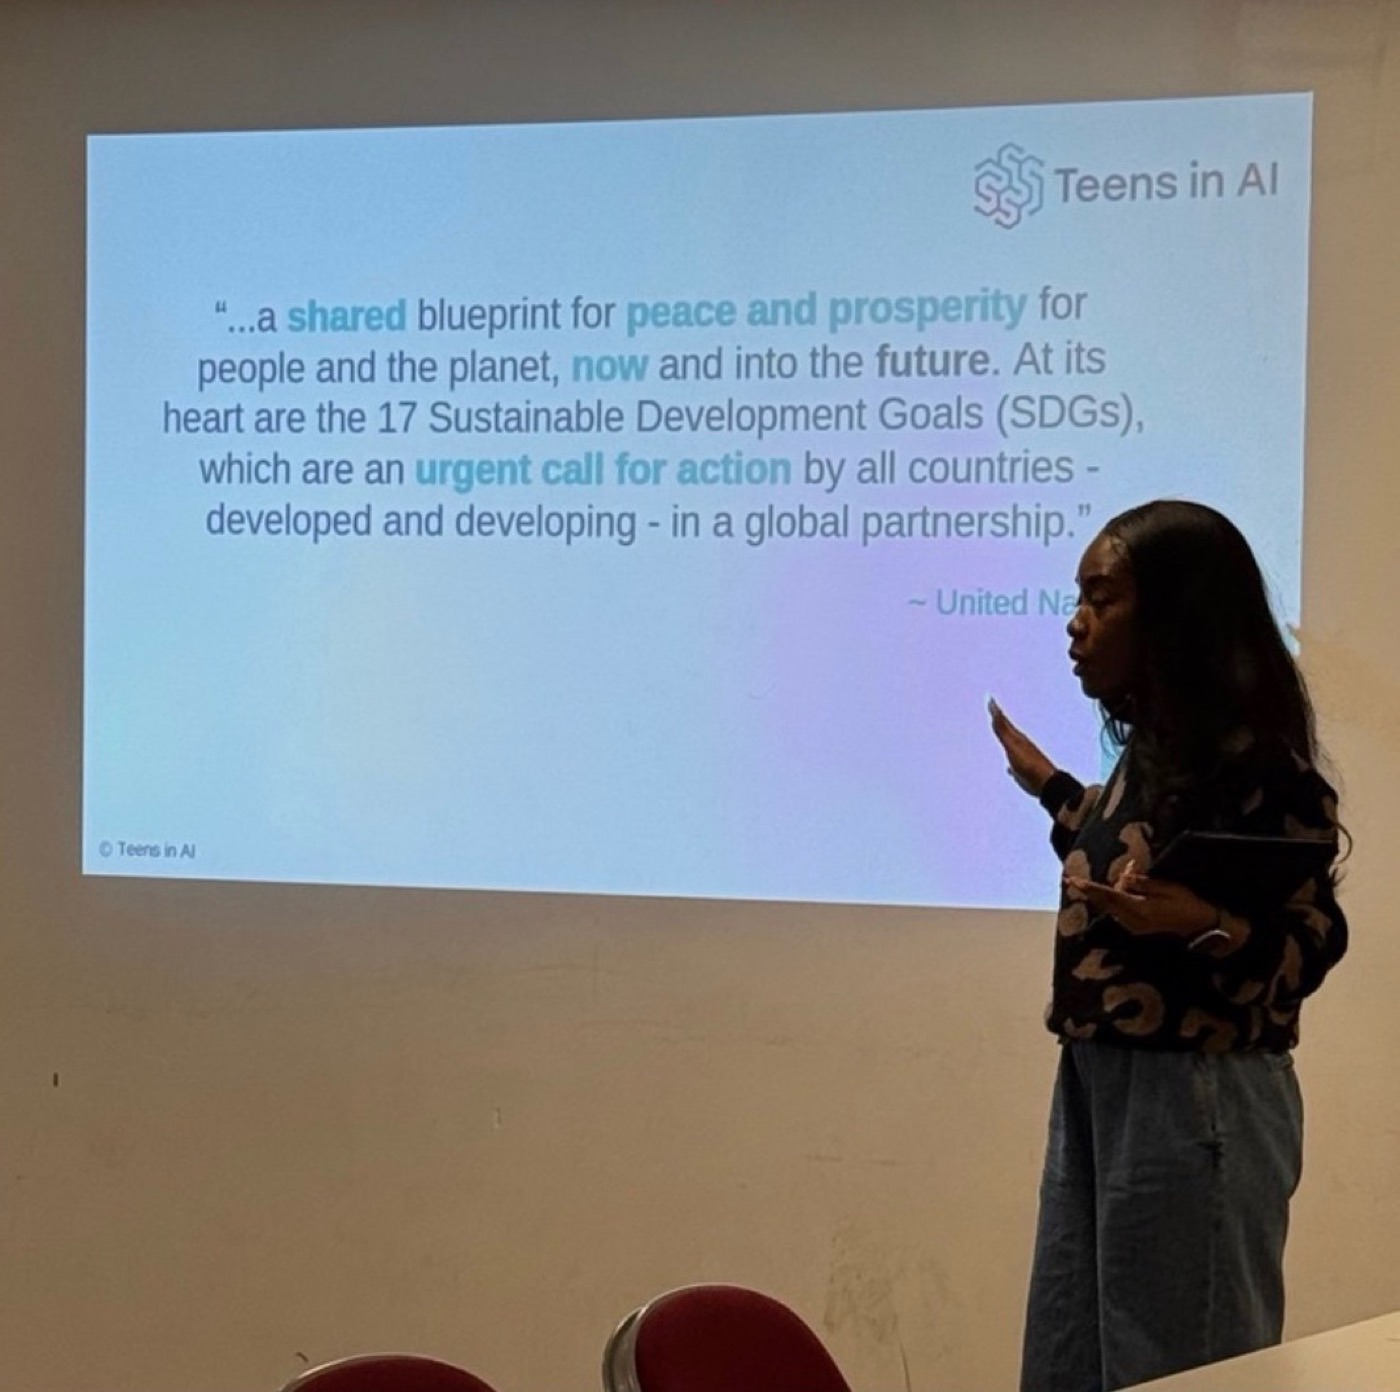 Teens in AI
“...a shared blueprint for peace and prosperity for
people and the planet, now and into the future. At its
heart are the 17 Sustainable Development Goals (SDGs),
which are an urgent call for action by all countries -
developed and developing - in a global partnership.”
~ United
© Teens in AI